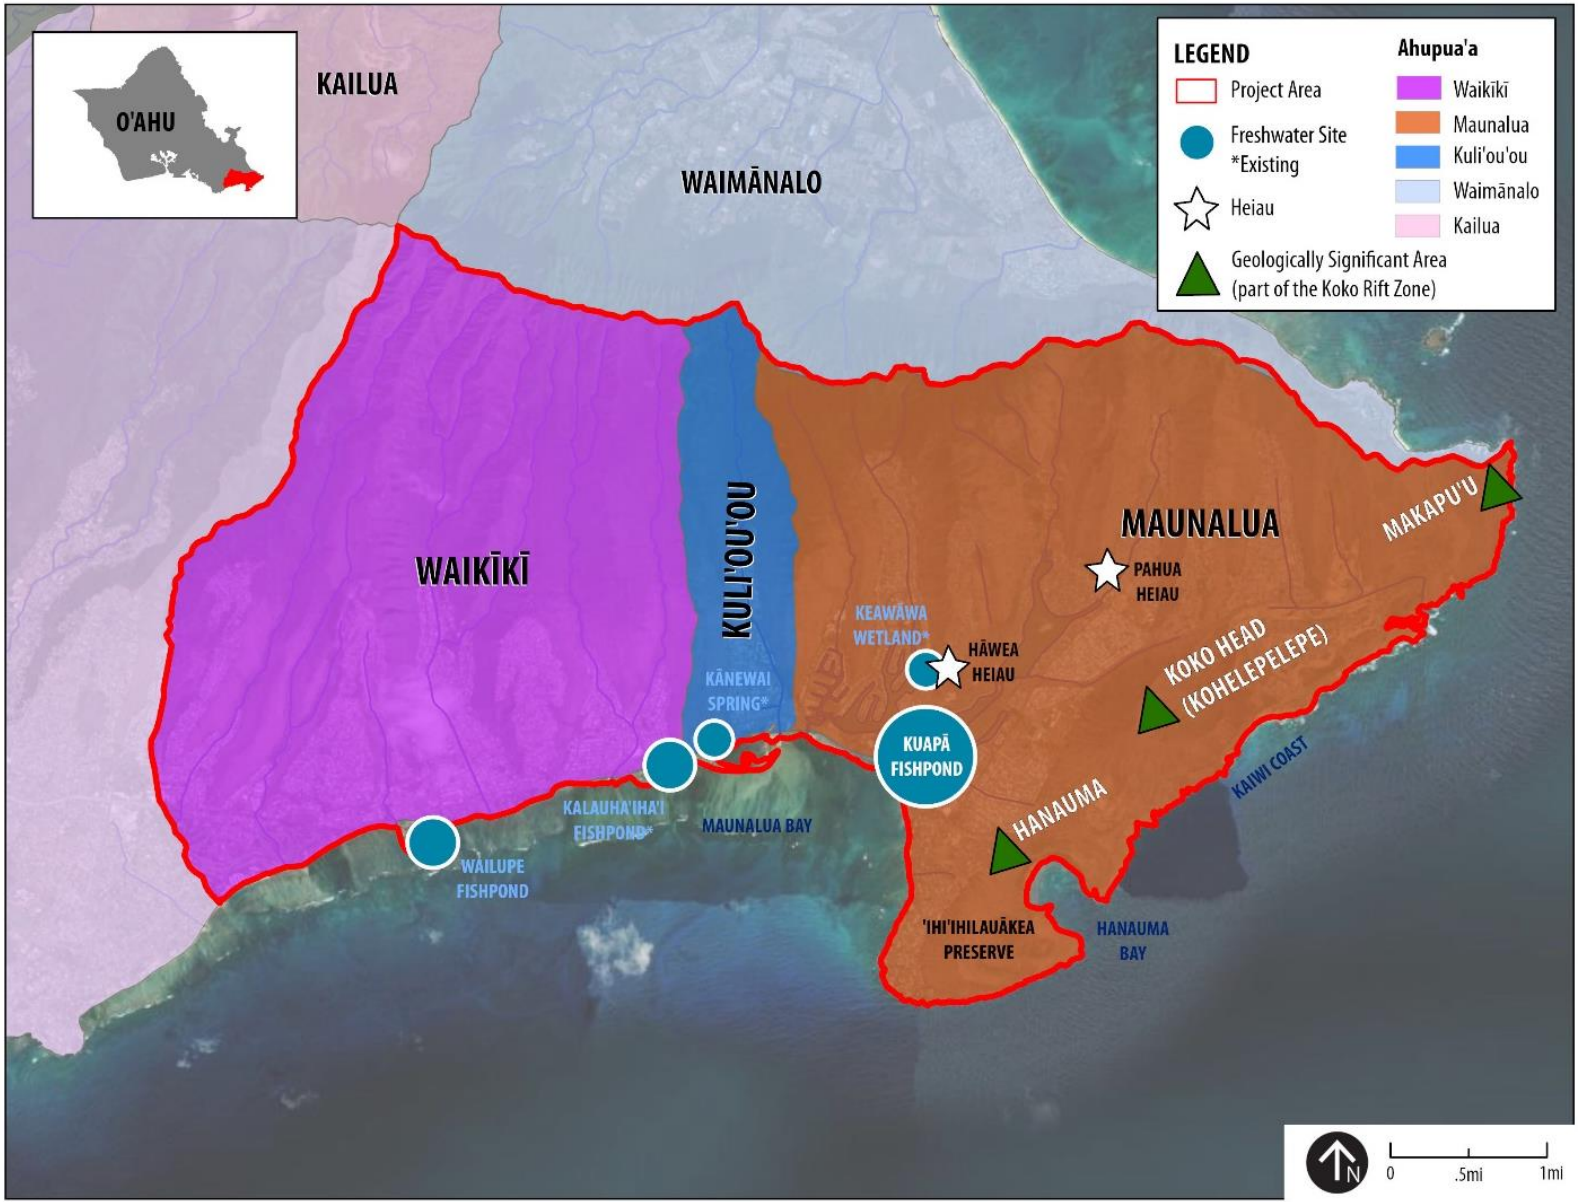 O'AHU
KAILUA
WAIMĀNALO
LEGEND
Project Area
Freshwater Site
*Existing
Heiau
Geologically Significant Area
(part of the Koko Rift Zone)
Ahupua'a
Waikīkī
Maunalua
Kuli'ou'ou
Waimānalo
Kailua
WAIKĪKĪ
KULI'OU'OU
MAUNALUA
MAKAPU'U
PAHUA
HEIAU
KEAWĀWA
WETLAND*
HĀWEA
HEIAU
KOKO HEAD
(KOHELEPELEPE)
KĀNEWAI
SPRING*
KUAPĀ
FISHPOND
KAIWI COAST
KALAUHA'IHA'I
FISHPOND*
MAUNALUA BAY
HANAUMA
WAILUPE
FISHPOND
'IHI'IHILAUĀKEA
PRESERVE
HANAUMA
BAY
N
0 .5mi 1mi